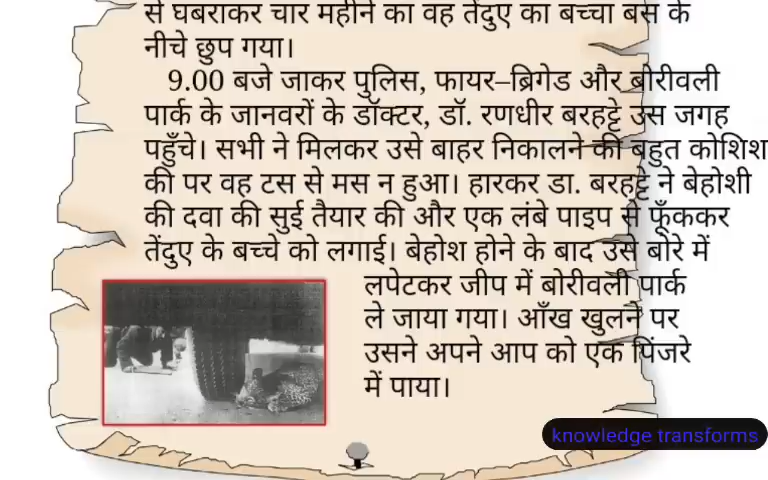 से घबराकर चार महीने का वह तेंदुए का बच्चा बस के
नीचे छुप गया।
9.00 बजे जाकर पुलिस, फायर–ब्रिगेड और बोरीवली
पार्क के जानवरों के डॉक्टर, डॉ. रणधीर बरहट्टे उस जगह
पहुँचे। सभी ने मिलकर उसे बाहर निकालने की बहुत कोशिश
की पर वह टस से मस न हुआ। हारकर डा. बरहट्टे ने बेहोशी
की दवा की सुई तैयार की और एक लंबे पाइप से फूँककर
तेंदुए के बच्चे को लगाई। बेहोश होने के बाद उसे बोरे में
लपेटकर जीप में बोरीवली पार्क
ले जाया गया। आँख खुलने पर
उसने अपने आप को एक पिंजरे
में पाया।
knowledge transforms